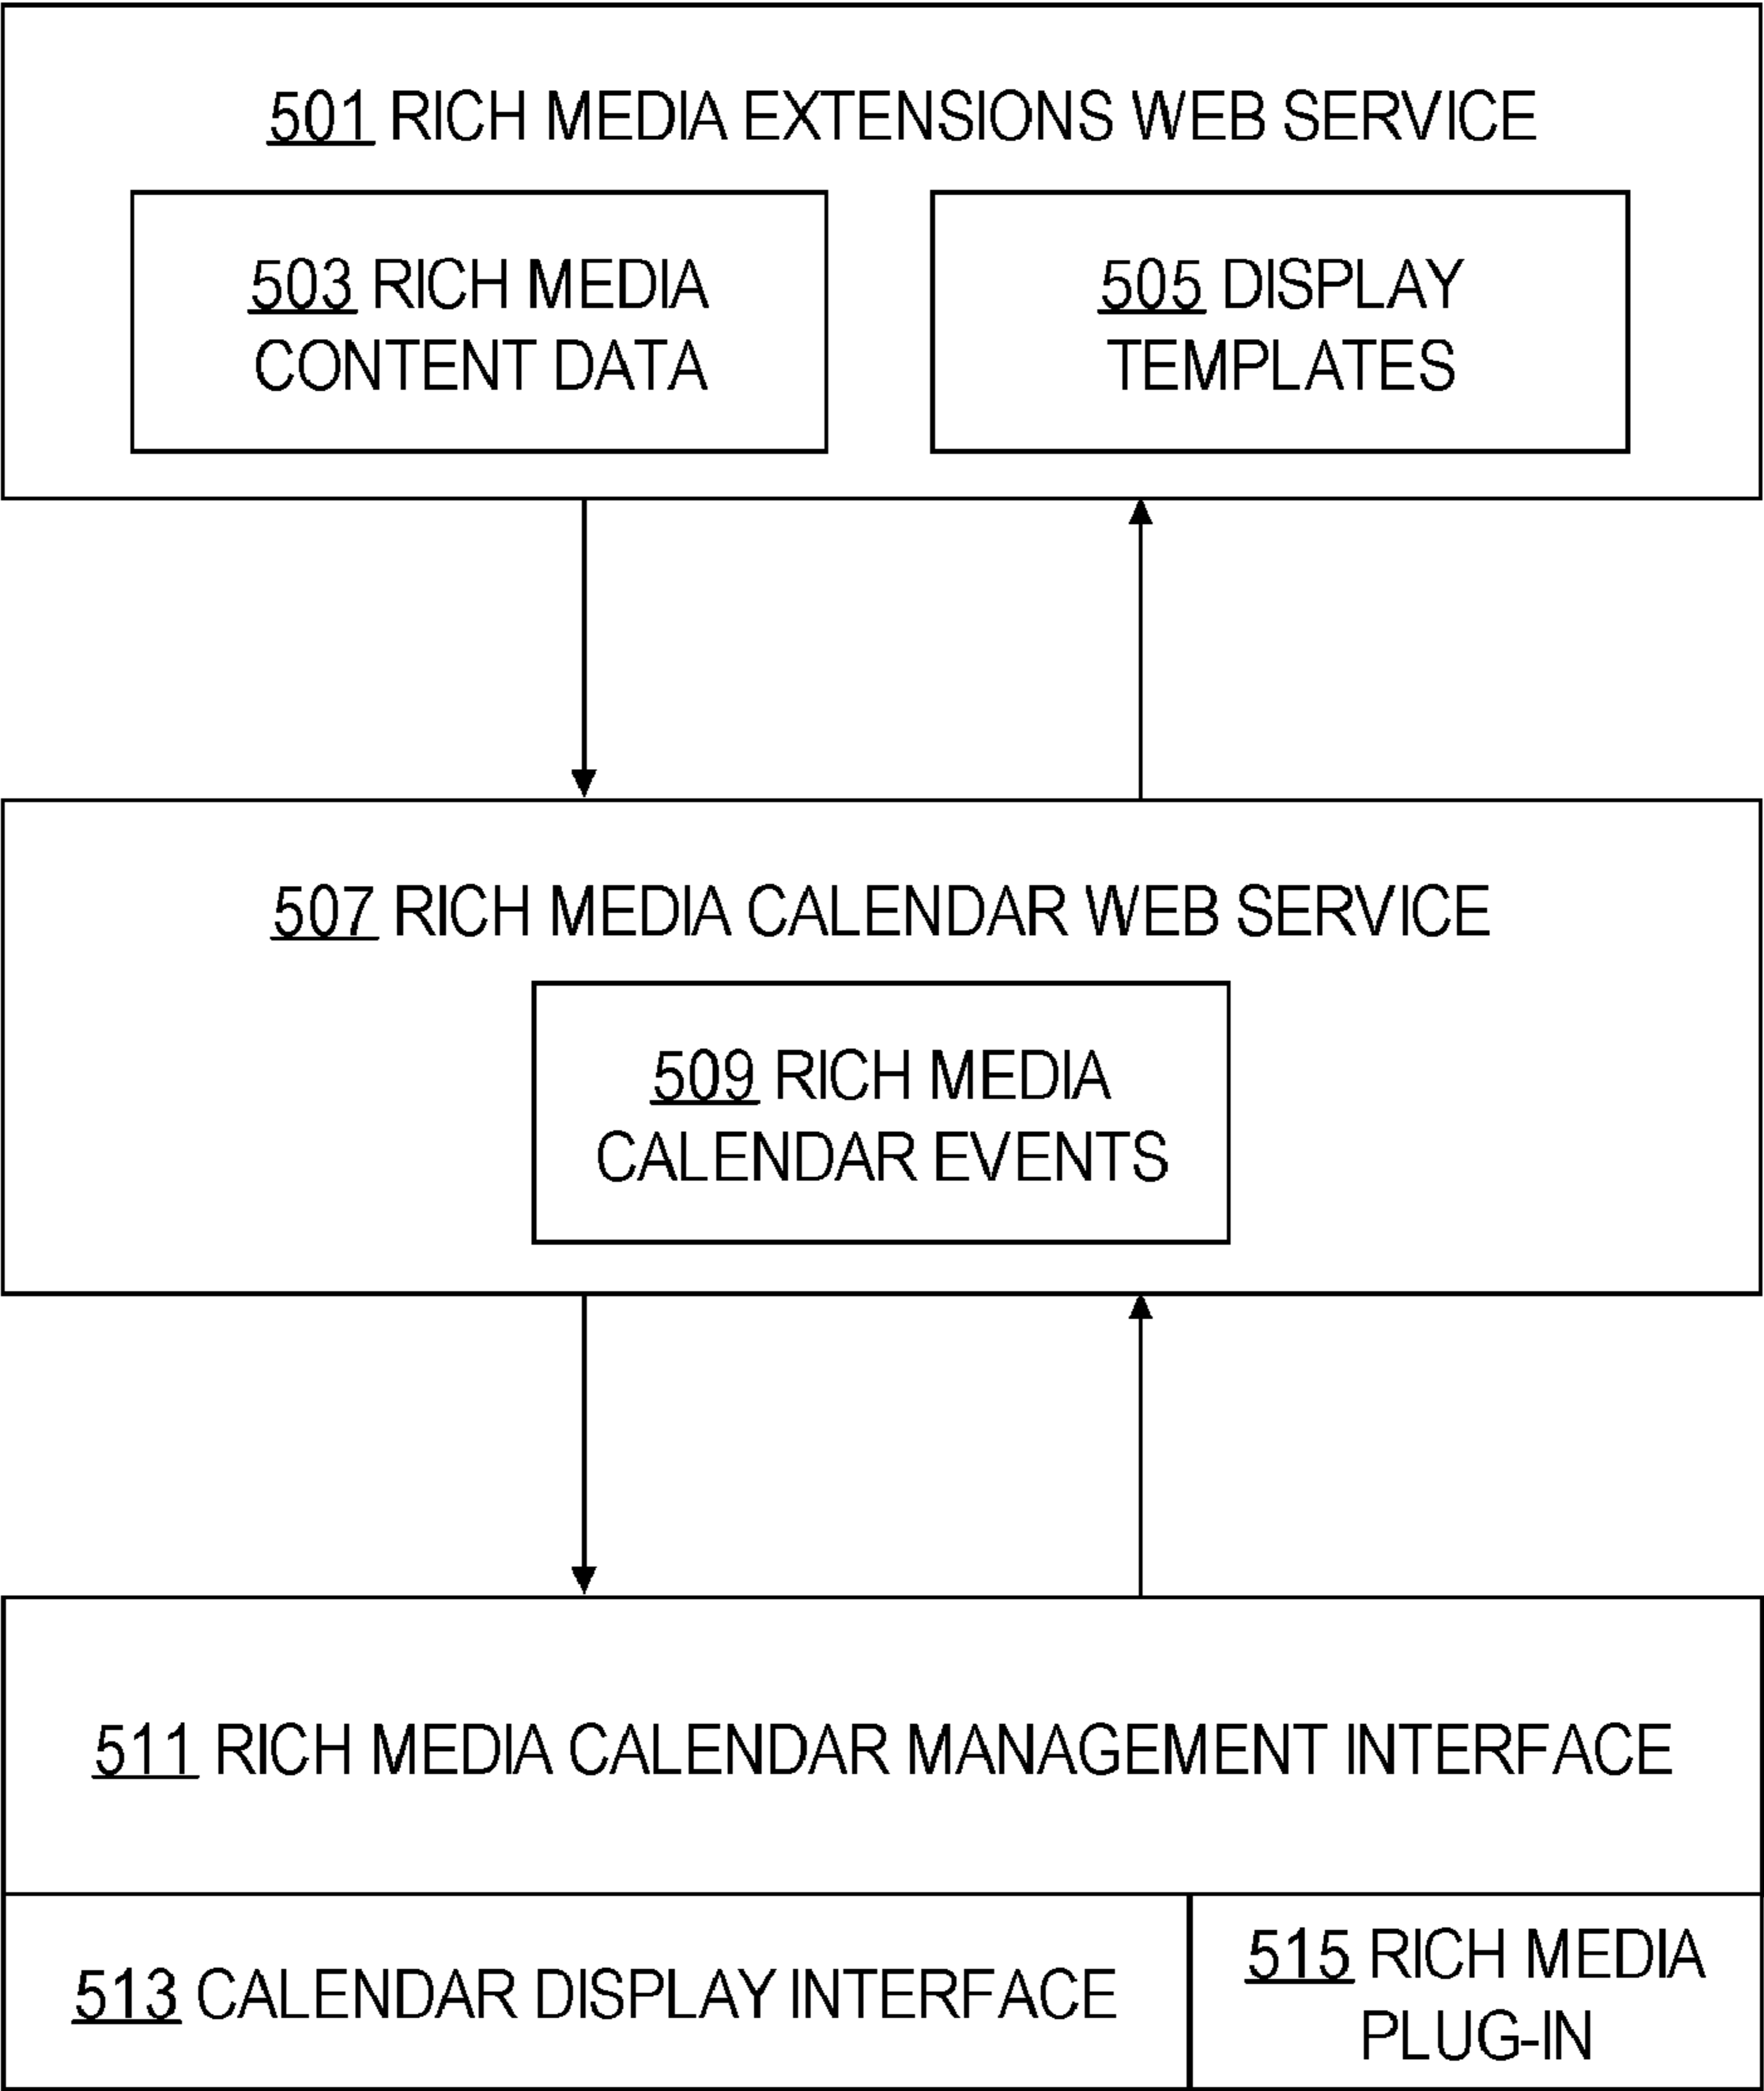 501 RICH MEDIA EXTENSIONS WEB SERVICE
503 RICH MEDIA
CONTENT DATA
505 DISPLAY
TEMPLATES
507 RICH MEDIA CALENDAR WEB SERVICE
509 RICH MEDIA
CALENDAR EVENTS
511 RICH MEDIA CALENDAR MANAGEMENT INTERFACE
513 CALENDAR DISPLAY INTERFACE
515 RICH MEDIA
PLUG-IN